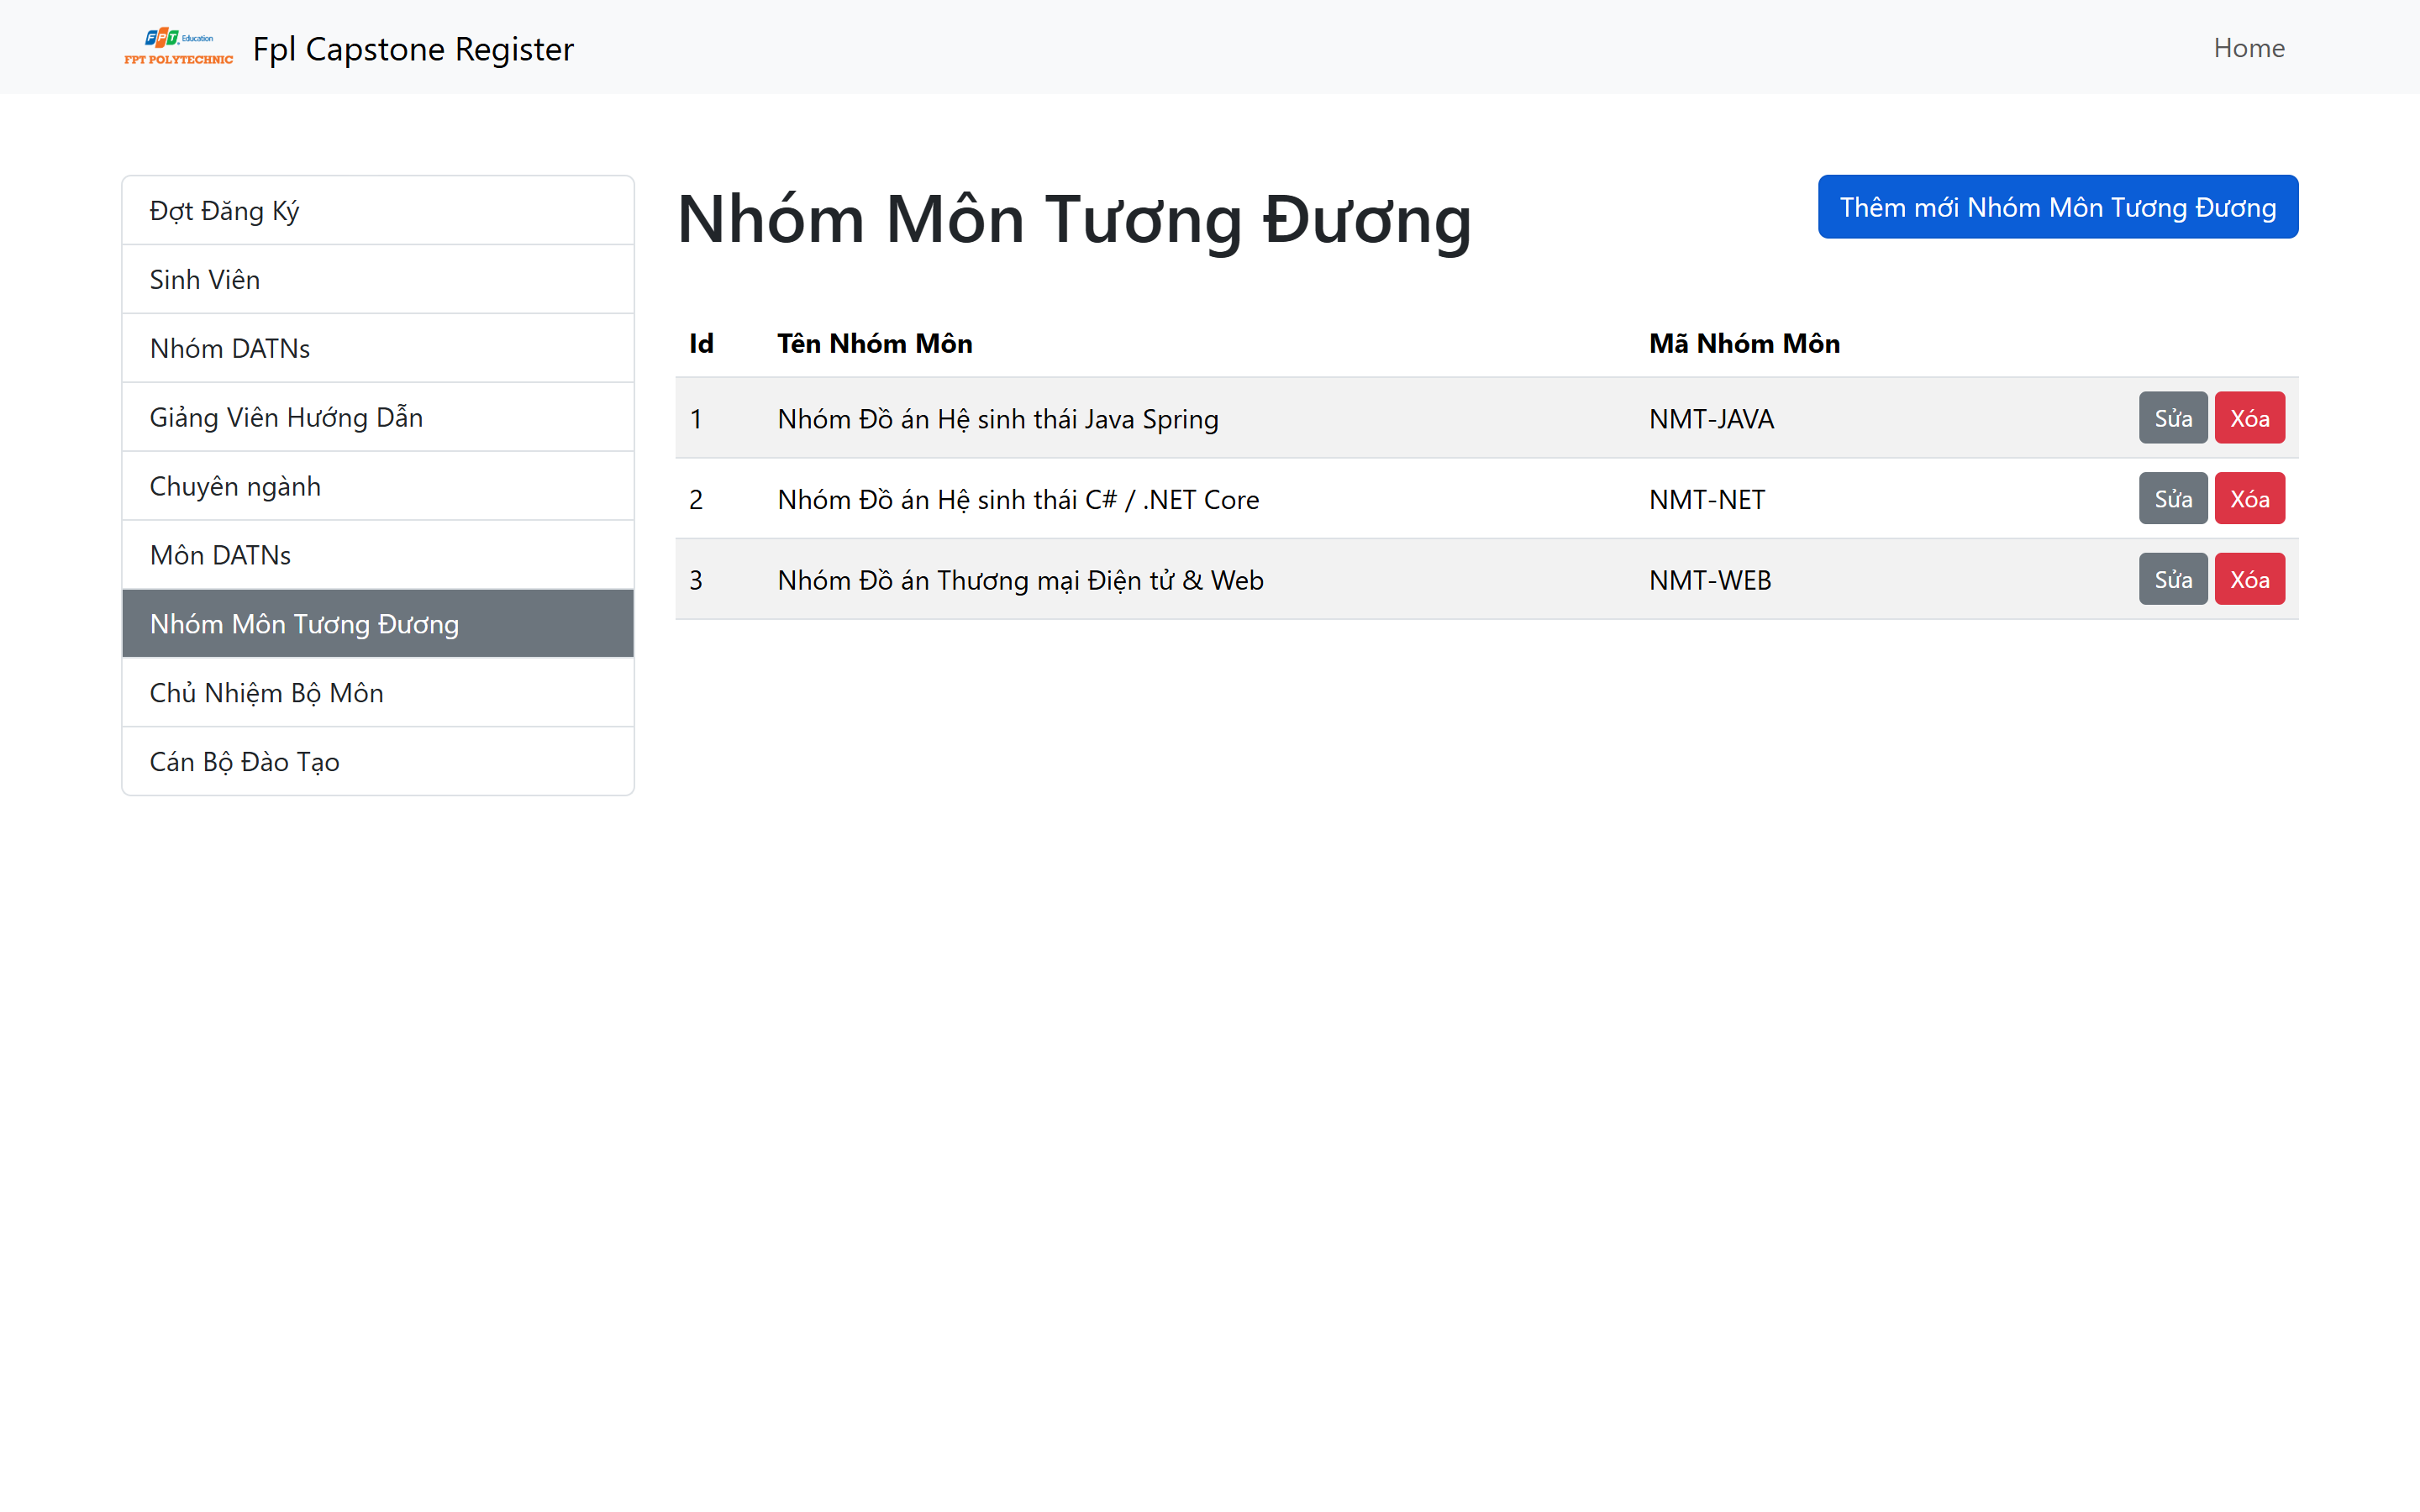 FPT Education
FPT POLYTECHNIC
Fpl Capstone Register
Home
Đợt Đăng Ký
Sinh Viên
Nhóm DATNs
Giảng Viên Hướng Dẫn
Chuyên ngành
Môn DATNs
Nhóm Môn Tương Đương
Chủ Nhiệm Bộ Môn
Cán Bộ Đào Tạo
Nhóm Môn Tương Đương
Thêm mới Nhóm Môn Tương Đương
Id Tên Nhóm Môn Mã Nhóm Môn
1 Nhóm Đồ án Hệ sinh thái Java Spring NMT-JAVA Sửa Xóa
2 Nhóm Đồ án Hệ sinh thái C# / .NET Core NMT-NET Sửa Xóa
3 Nhóm Đồ án Thương mại Điện tử & Web NMT-WEB Sửa Xóa